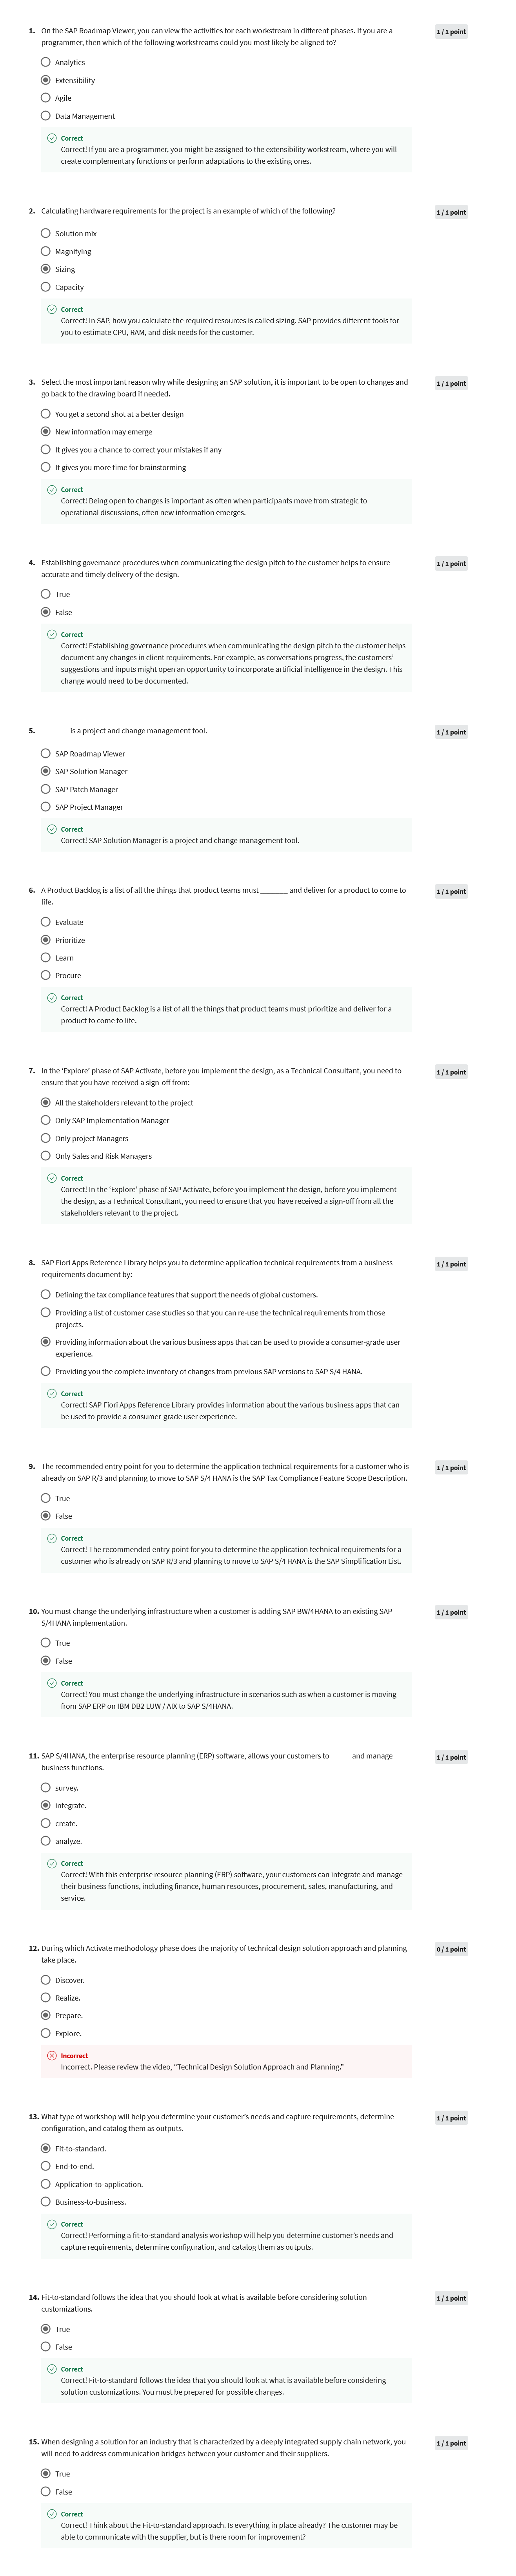 1. On the SAP Roadmap Viewer, you can view the activities for each workstream in different phases. If you are a
programmer, then which of the following workstreams could you most likely be aligned to?
1 / 1 point
Analytics
Extensibility
Agile
Data Management
Correct
Correct! If you are a programmer, you might be assigned to the extensibility workstream, where you will
create complementary functions or perform adaptations to the existing ones.
2. Calculating hardware requirements for the project is an example of which of the following?
1 / 1 point
Solution mix
Magnifying
Sizing
Capacity
Correct
Correct! In SAP, how you calculate the required resources is called sizing. SAP provides different tools for
you to estimate CPU, RAM, and disk needs for the customer.
3. Select the most important reason why while designing an SAP solution, it is important to be open to changes and
go back to the drawing board if needed.
1 / 1 point
You get a second shot at a better design
New information may emerge
It gives you a chance to correct your mistakes if any
It gives you more time for brainstorming
Correct
Correct! Being open to changes is important as often when participants move from strategic to
operational discussions, often new information emerges.
4. Establishing governance procedures when communicating the design pitch to the customer helps to ensure
accurate and timely delivery of the design.
1 / 1 point
True
False
Correct
Correct! Establishing governance procedures when communicating the design pitch to the customer helps
document any changes in client requirements. For example, as conversations progress, the customers'
suggestions and inputs might open an opportunity to incorporate artificial intelligence in the design. This
change would need to be documented.
5. _______ is a project and change management tool.
1 / 1 point
SAP Roadmap Viewer
SAP Solution Manager
SAP Patch Manager
SAP Project Manager
Correct
Correct! SAP Solution Manager is a project and change management tool.
6. A Product Backlog is a list of all the things that product teams must _______ and deliver for a product to come to
life.
1 / 1 point
Evaluate
Prioritize
Learn
Procure
Correct
Correct! A Product Backlog is a list of all the things that product teams must prioritize and deliver for a
product to come to life.
7. In the 'Explore' phase of SAP Activate, before you implement the design, as a Technical Consultant, you need to
ensure that you have received a sign-off from:
1 / 1 point
All the stakeholders relevant to the project
Only SAP Implementation Manager
Only project Managers
Only Sales and Risk Managers
Correct
Correct! In the 'Explore' phase of SAP Activate, before you implement the design, before you implement
the design, as a Technical Consultant, you need to ensure that you have received a sign-off from all the
stakeholders relevant to the project.
8. SAP Fiori Apps Reference Library helps you to determine application technical requirements from a business
requirements document by:
1 / 1 point
Defining the tax compliance features that support the needs of global customers.
Providing a list of customer case studies so that you can re-use the technical requirements from those
projects.
Providing information about the various business apps that can be used to provide a consumer-grade user
experience.
Providing you the complete inventory of changes from previous SAP versions to SAP S/4 HANA.
Correct
Correct! SAP Fiori Apps Reference Library provides information about the various business apps that can
be used to provide a consumer-grade user experience.
9. The recommended entry point for you to determine the application technical requirements for a customer who is
already on SAP R/3 and planning to move to SAP S/4 HANA is the SAP Tax Compliance Feature Scope Description.
1 / 1 point
True
False
Correct
Correct! The recommended entry point for you to determine the application technical requirements for a
customer who is already on SAP R/3 and planning to move to SAP S/4 HANA is the SAP Simplification List.
10. You must change the underlying infrastructure when a customer is adding SAP BW/4HANA to an existing SAP
S/4HANA implementation.
1 / 1 point
True
False
Correct
Correct! You must change the underlying infrastructure in scenarios such as when a customer is moving
from SAP ERP on IBM DB2 LUW / AIX to SAP S/4HANA.
11. SAP S/4HANA, the enterprise resource planning (ERP) software, allows your customers to _____ and manage
business functions.
1 / 1 point
survey.
integrate.
create.
analyze.
Correct
Correct! With this enterprise resource planning (ERP) software, your customers can integrate and manage
their business functions, including finance, human resources, procurement, sales, manufacturing, and
service.
12. During which Activate methodology phase does the majority of technical design solution approach and planning
take place.
0 / 1 point
Discover.
Realize.
Prepare.
Explore.
Incorrect
Incorrect. Please review the video, "Technical Design Solution Approach and Planning."
13. What type of workshop will help you determine your customer's needs and capture requirements, determine
configuration, and catalog them as outputs.
1 / 1 point
Fit-to-standard.
End-to-end.
Application-to-application.
Business-to-business.
Correct
Correct! Performing a fit-to-standard analysis workshop will help you determine customer's needs and
capture requirements, determine configuration, and catalog them as outputs.
14. Fit-to-standard follows the idea that you should look at what is available before considering solution
customizations.
1 / 1 point
True
False
Correct
Correct! Fit-to-standard follows the idea that you should look at what is available before considering
solution customizations. You must be prepared for possible changes.
15. When designing a solution for an industry that is characterized by a deeply integrated supply chain network, you
will need to address communication bridges between your customer and their suppliers.
1 / 1 point
True
False
Correct
Correct! Think about the Fit-to-standard approach. Is everything in place already? The customer may be
able to communicate with the supplier, but is there room for improvement?